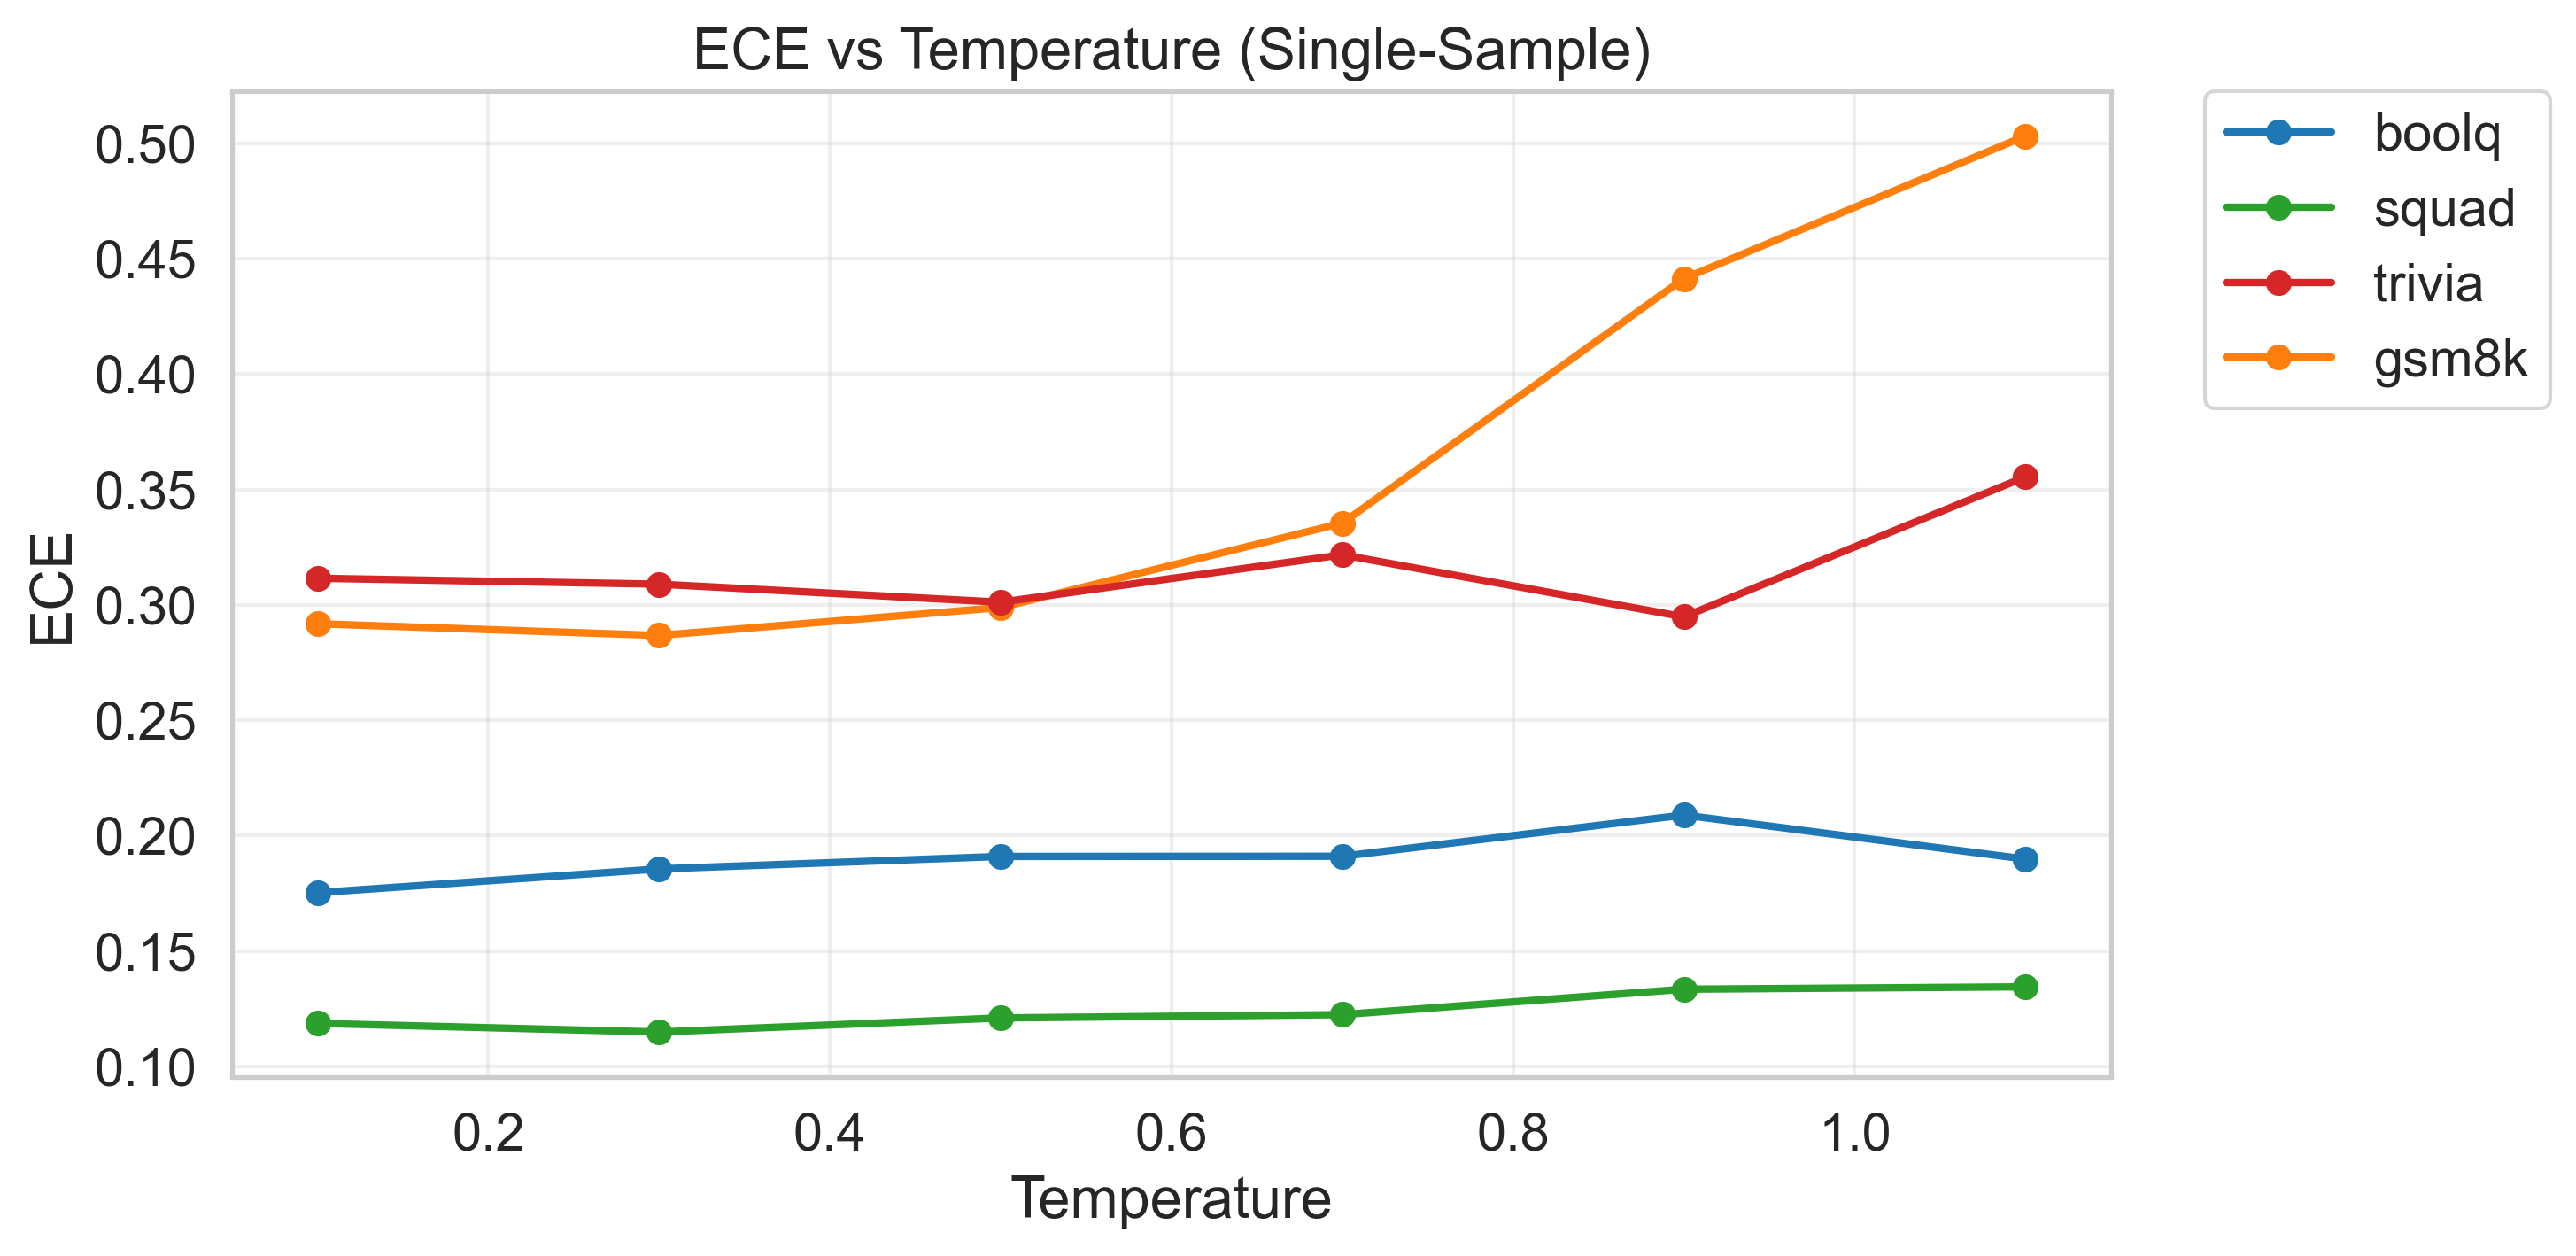 ECE vs Temperature (Single-Sample)
0.50
0.45
0.40
0.35
0.30
0.25
0.20
0.15
0.10
ECE
0.2 0.4 0.6 0.8 1.0
Temperature
boolq
squad
trivia
gsm8k